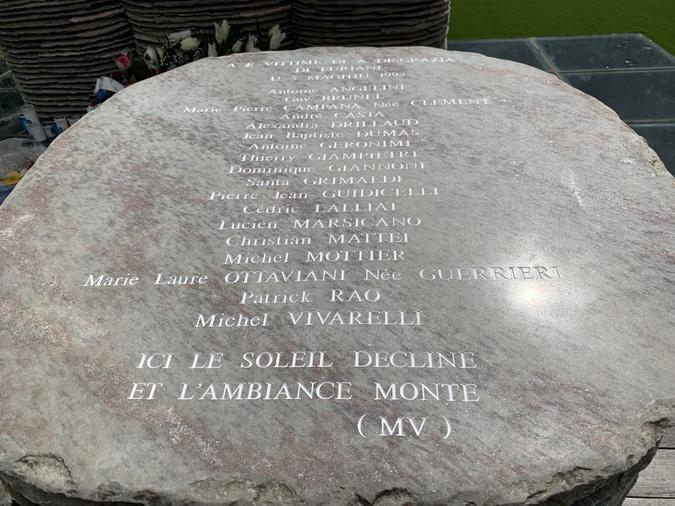 A E VITTIME DI A DISGRAZIA
DI FURIANI
U 5 MAGHJU 1992
Antoine ANGELINI
Guy BRUNEL
Marie Pierre CAMPANA Née CLEMENT
André CASTA
Alexandra DRILLAUD
Jean Baptiste DUMAS
Antoine GERONIMI
Thierry GIAMPIETRI
Dominique GIANNONI
Santa GRIMALDI
Pierre Jean GUIDICELLI
Cédric LALLIAT
Lucien MARSICANO
Christian MATTEI
Michel MOTTIER
Marie Laure OTTAVIANI Née GUERRIERI
Patrick RAO
Michel VIVARELLI
ICI LE SOLEIL DECLINE
ET L'AMBIANCE MONTE
(MV)